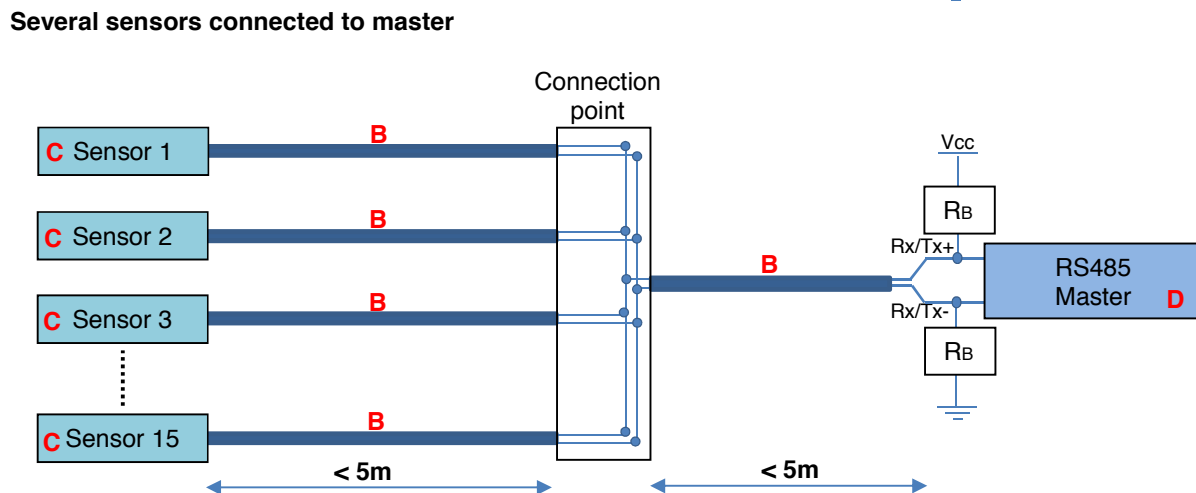 Several sensors connected to master
Connection
point
B
C Sensor 1
Vcc
RB
B
C Sensor 2
Rx/Tx+
B
RS485
Master D
B
C Sensor 3
Rx/Tx-
RB
B
C Sensor 15
< 5m
< 5m